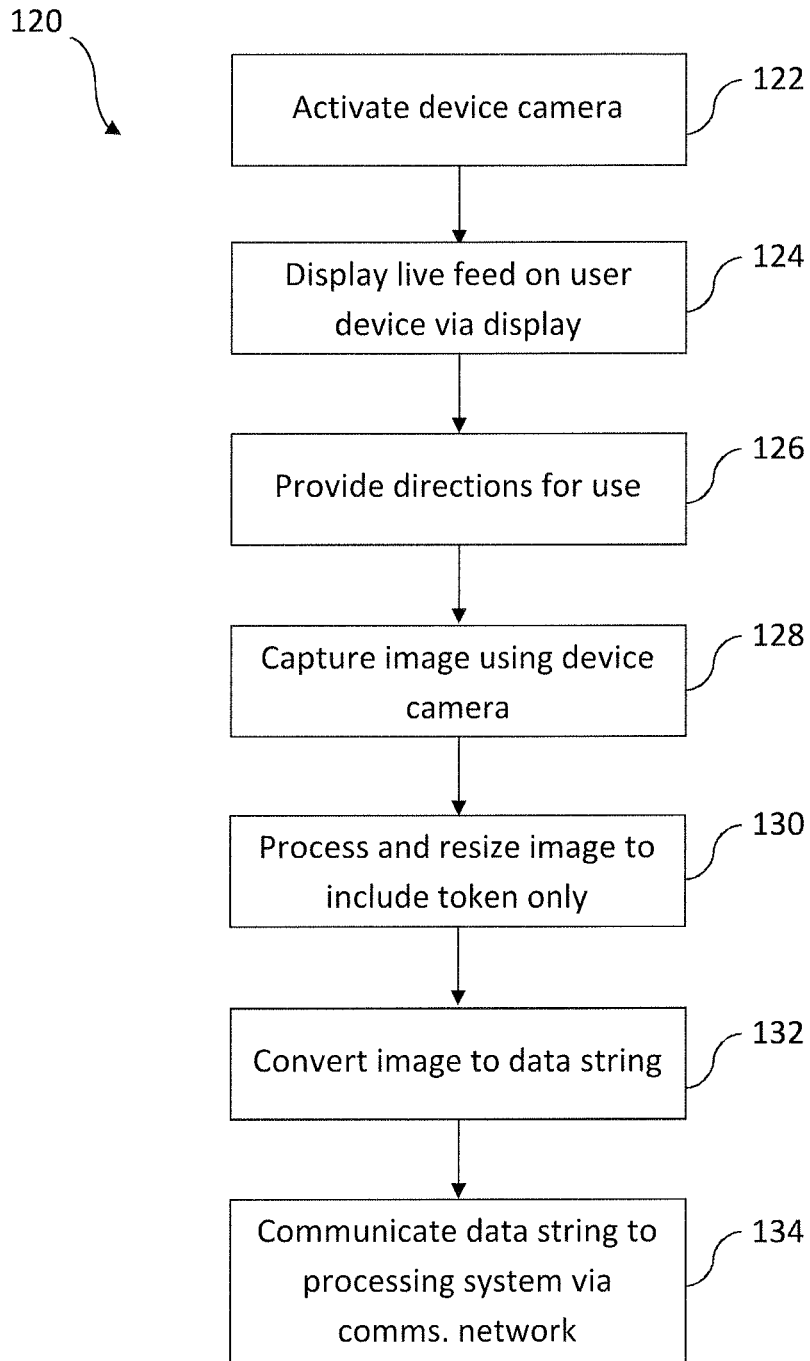 120
Activate device camera
122
Display live feed on user
device via display
124
Provide directions for use
126
Capture image using device
camera
128
Process and resize image to
include token only
130
Convert image to data string
132
Communicate data string to
processing system via
comms. network
134